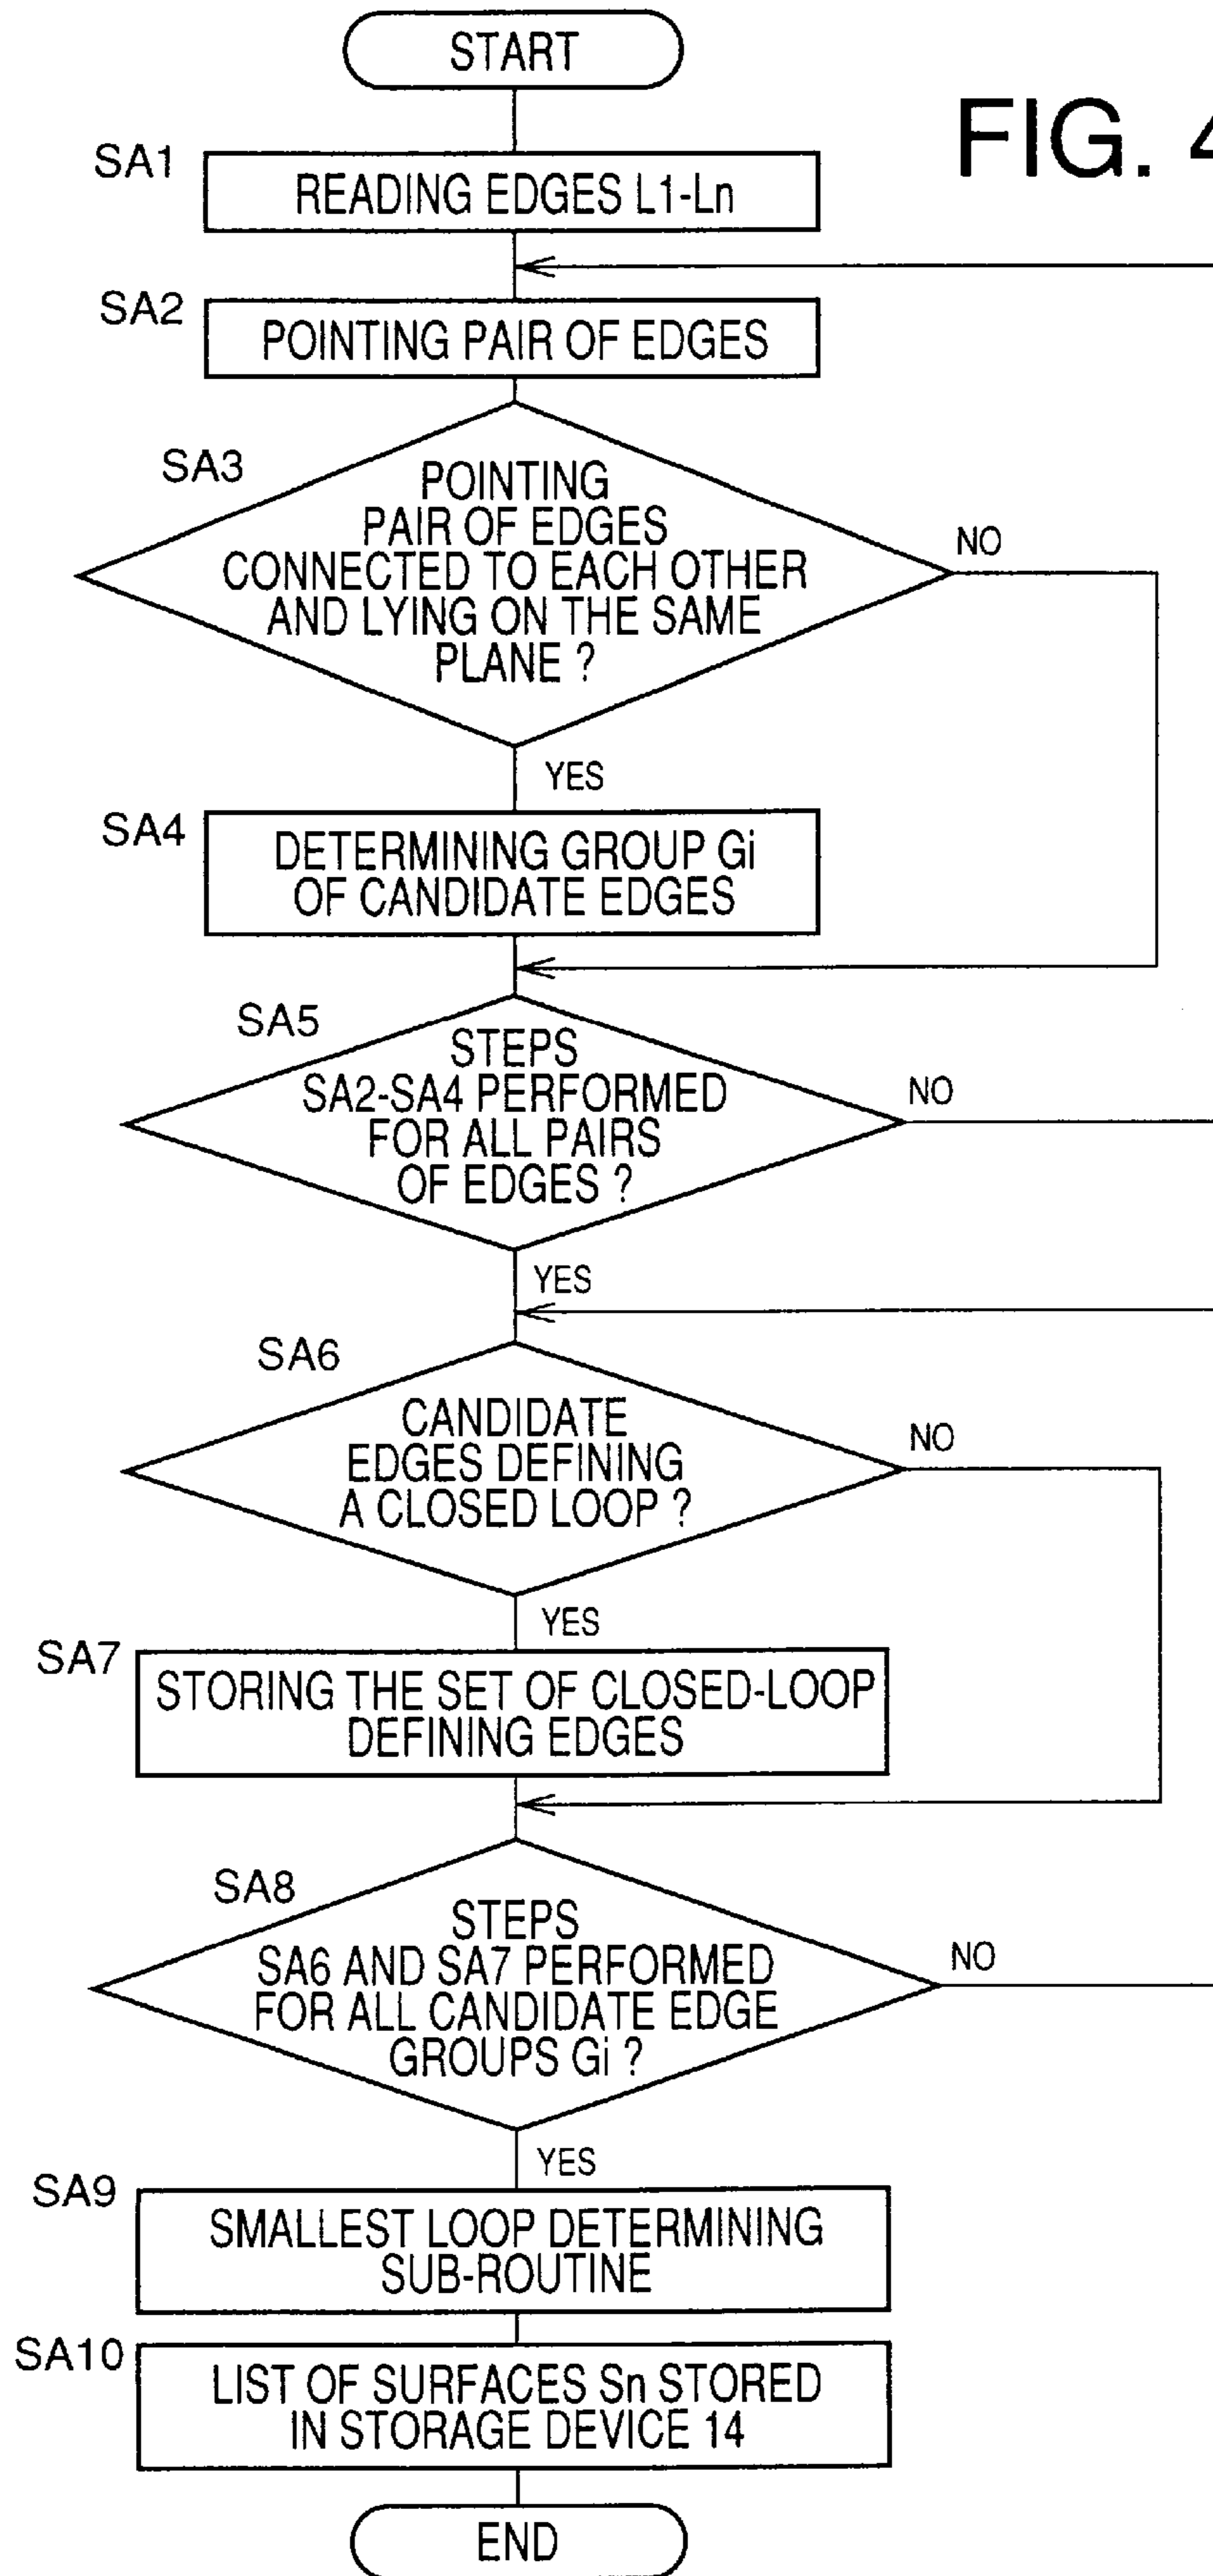 START
FIG. 4
SA1
READING EDGES L1-Ln
SA2
POINTING PAIR OF EDGES
SA3
POINTING
PAIR OF EDGES
CONNECTED TO EACH OTHER
AND LYING ON THE SAME
PLANE ?
NO
YES
SA4
DETERMINING GROUP Gi
OF CANDIDATE EDGES
SA5
STEPS
SA2-SA4 PERFORMED
FOR ALL PAIRS
OF EDGES ?
NO
YES
SA6
CANDIDATE
EDGES DEFINING
A CLOSED LOOP ?
NO
YES
SA7
STORING THE SET OF CLOSED-LOOP
DEFINING EDGES
SA8
STEPS
SA6 AND SA7 PERFORMED
FOR ALL CANDIDATE EDGE
GROUPS Gi ?
NO
YES
SA9
SMALLEST LOOP DETERMINING
SUB-ROUTINE
SA10
LIST OF SURFACES Sn STORED
IN STORAGE DEVICE 14
END